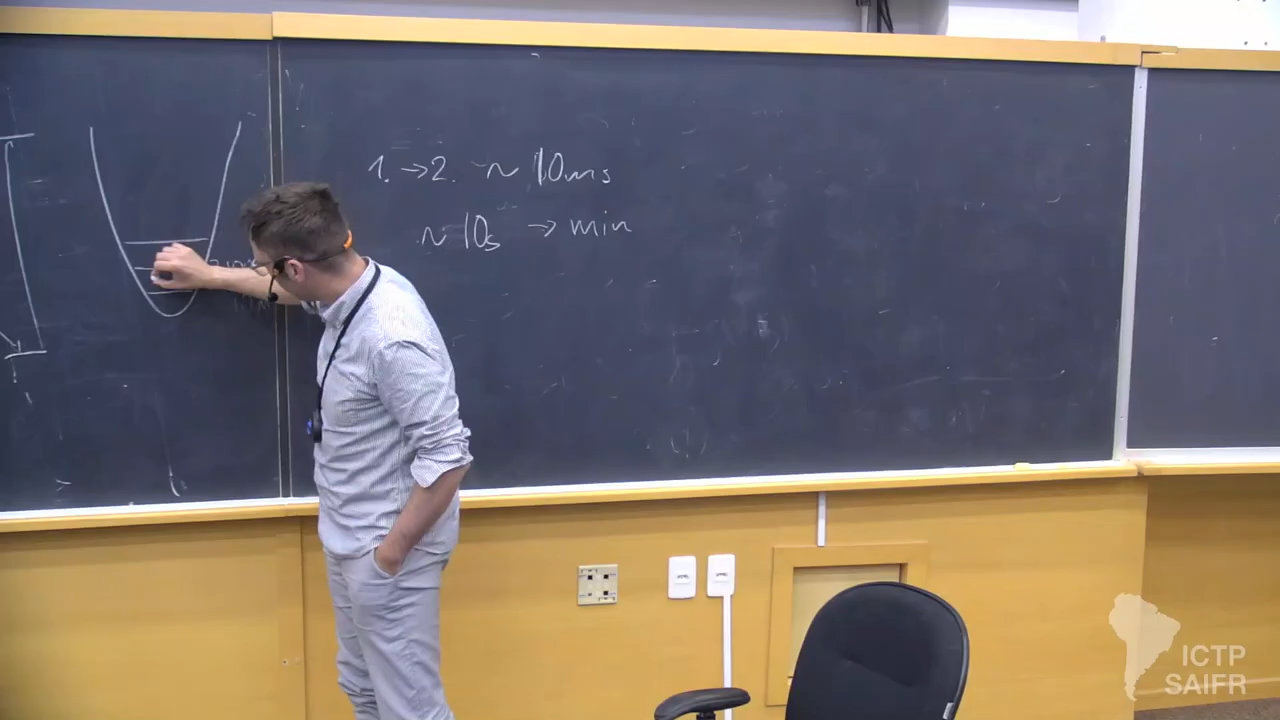 1. → 2. ~ 10ms
~ 10s → min
ICTP
SAIFR